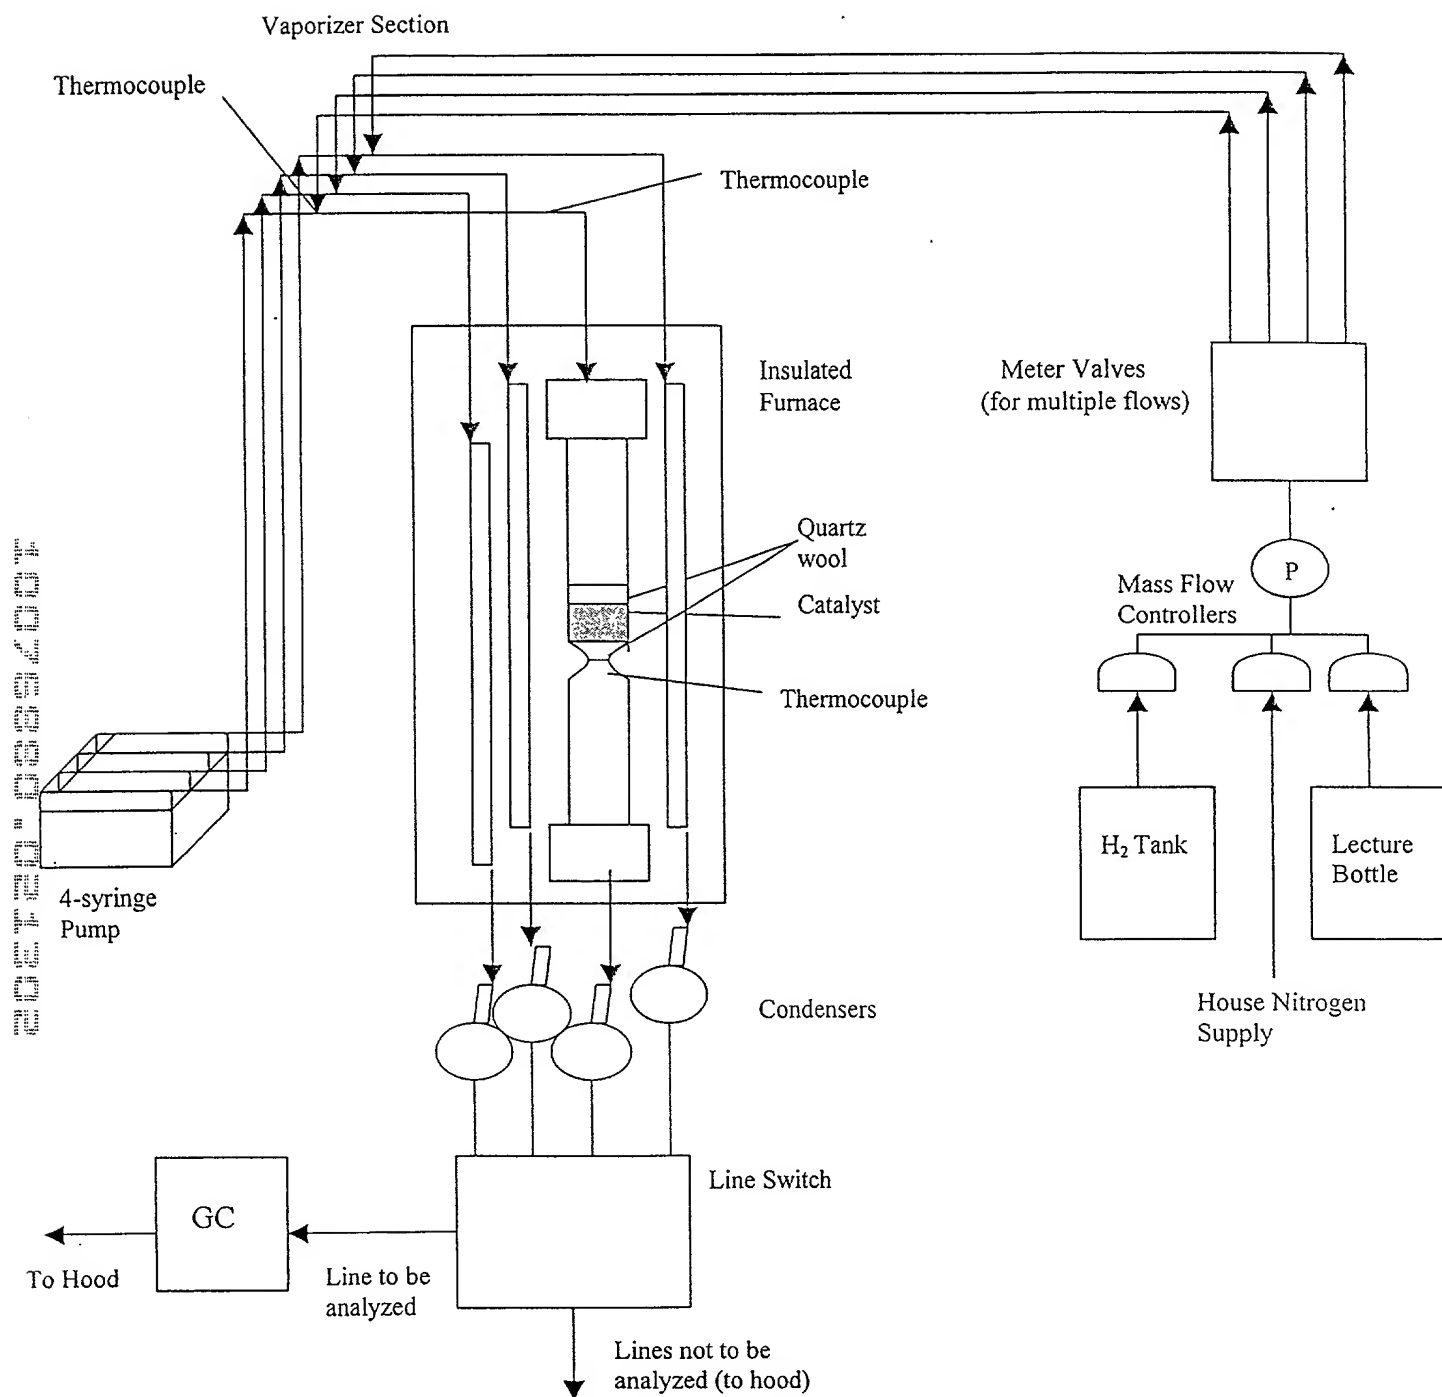 Vaporizer Section
Thermocouple
Thermocouple
Insulated
Furnace
Meter Valves
(for multiple flows)
Quartz
wool
Catalyst
Thermocouple
P
Mass Flow
Controllers
H₂ Tank
Lecture
Bottle
House Nitrogen
Supply
4-syringe
Pump
Condensers
Line Switch
GC
To Hood
Line to be
analyzed
Lines not to be
analyzed (to hood)